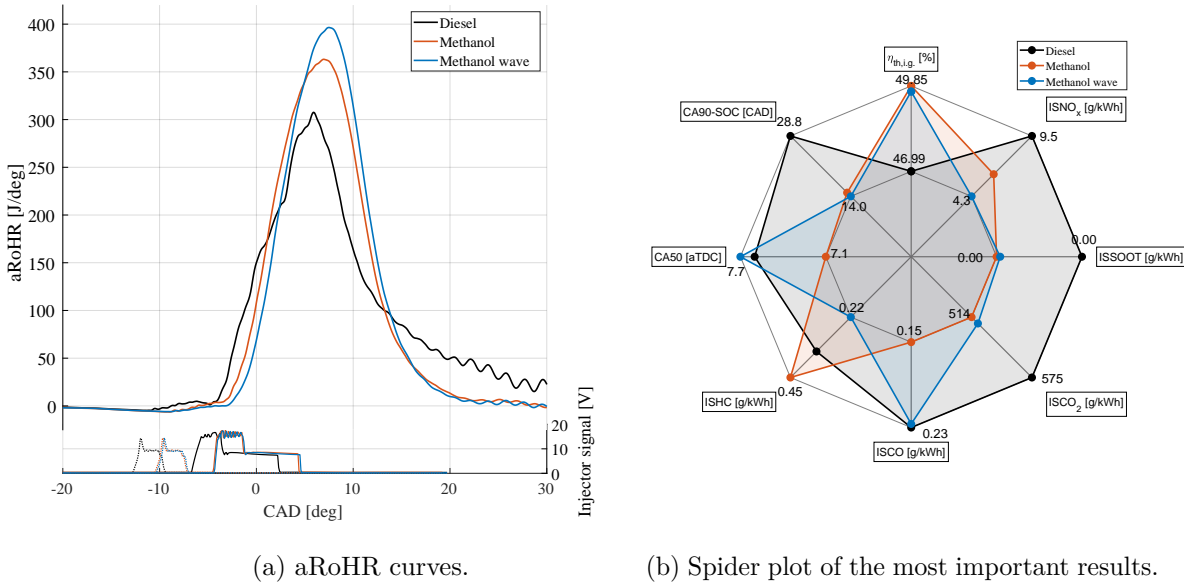 400
350
300
250
200
150
100
50
0
aRoHR [J/deg]
Diesel
Methanol
Methanol wave
20
10
0
Injector signal [V]
-20
-10
0
10
20
30
CAD [deg]
(a) aRoHR curves.
Diesel
Methanol
Methanol wave
η_th,i.g. [%]
49.85
46.99
ISNO_x [g/kWh]
9.5
4.3
CA90-SOC [CAD]
28.8
14.0
CA50 [aTDC]
7.7
7.1
0.00
ISSOOT [g/kWh]
0.00
0.22
0.15
514
ISHC [g/kWh]
0.45
575
ISCO_2 [g/kWh]
0.23
ISCO [g/kWh]
(b) Spider plot of the most important results.